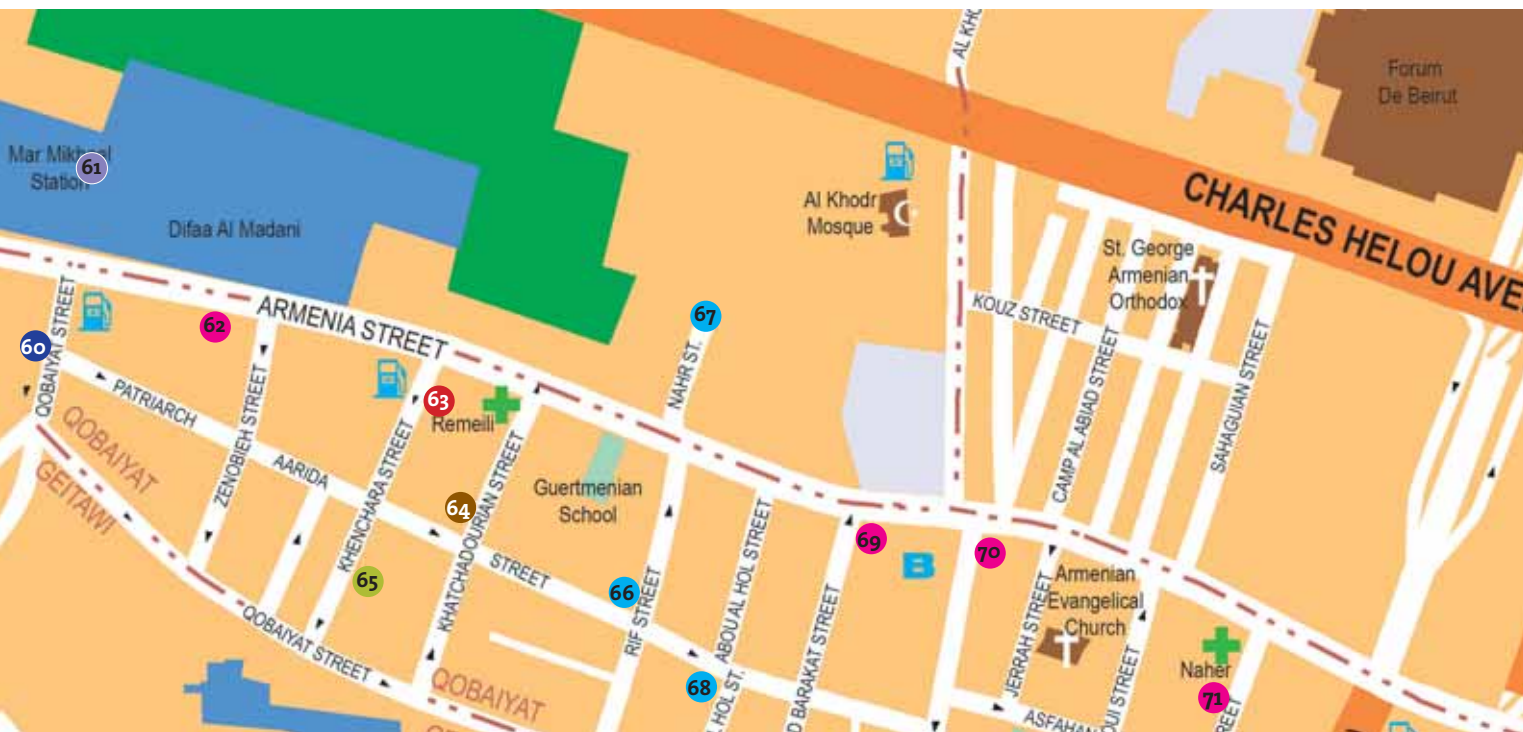 AL KHO
Forum
De Beirut
Mar Mikhael
Station
61
Difaa Al Madani
Al Khodr
Mosque
CHARLES HELOU AVE
St. George
Armenian
Orthodox
KOUZ STREET
60
QOBAIYAT STREET
62
ARMENIA STREET
67
NAHR ST.
PATRIARCH
AARIDA
STREET
ZENOBIEH STREET
63
Remeili
KHENCHARA STREET
64
KHATCHADOURIAN STREET
Guertmenian
School
CAMP AL ABIAD STREET
SAHAGUIAN STREET
QOBAIYAT
GEITAWI
65
66
RIF STREET
ABOU AL HOL STREET
69
B
70
Armenian
Evangelical
Church
JERRAH STREET
QOBAIYAT STREET
QOBAIYAT
68
L HOL ST.
D BARAKAT STREET
ASFAHAN
OUI STREET
Naher
71
REET